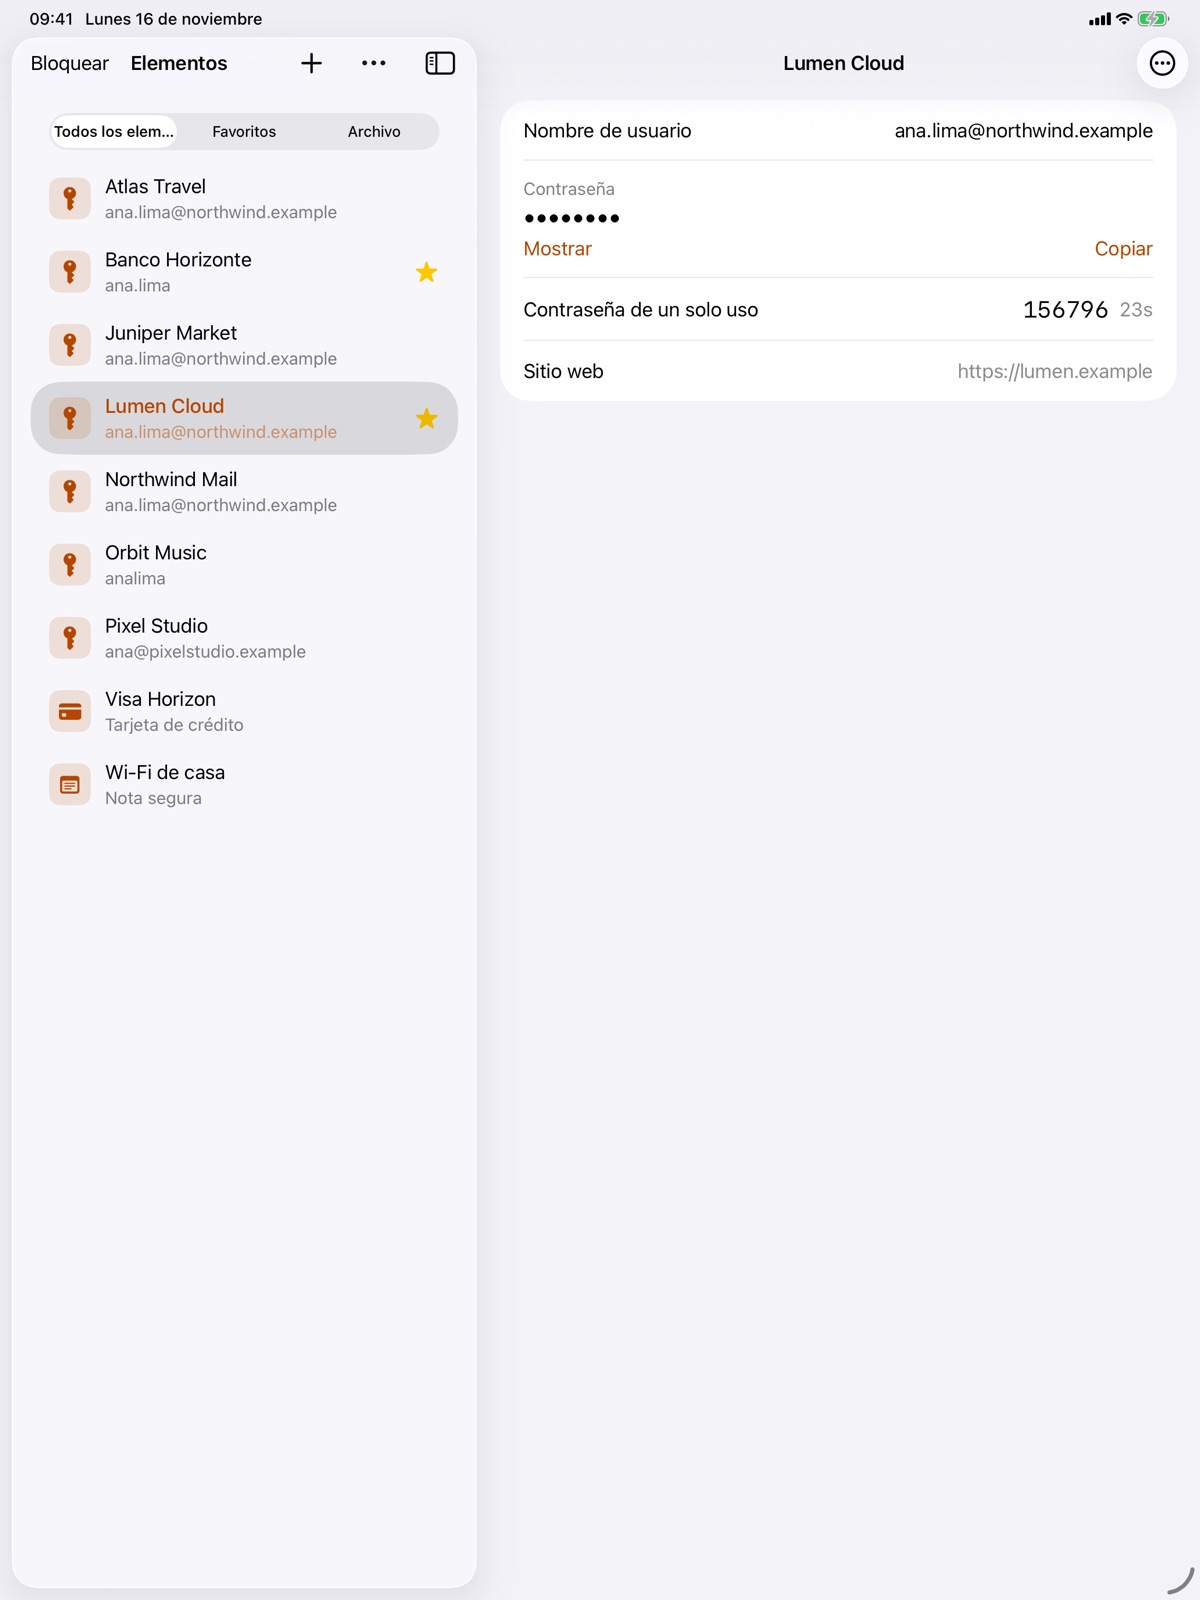 09:41 Lunes 16 de noviembre
Bloquear Elementos
Todos los elem... Favoritos Archivo
Atlas Travel
ana.lima@northwind.example
Banco Horizonte
ana.lima
Juniper Market
ana.lima@northwind.example
Lumen Cloud
ana.lima@northwind.example
Northwind Mail
ana.lima@northwind.example
Orbit Music
analima
Pixel Studio
ana@pixelstudio.example
Visa Horizon
Tarjeta de crédito
Wi-Fi de casa
Nota segura
Lumen Cloud
Nombre de usuario ana.lima@northwind.example
Contraseña
••••••••
Mostrar Copiar
Contraseña de un solo uso 156796 23s
Sitio web https://lumen.example